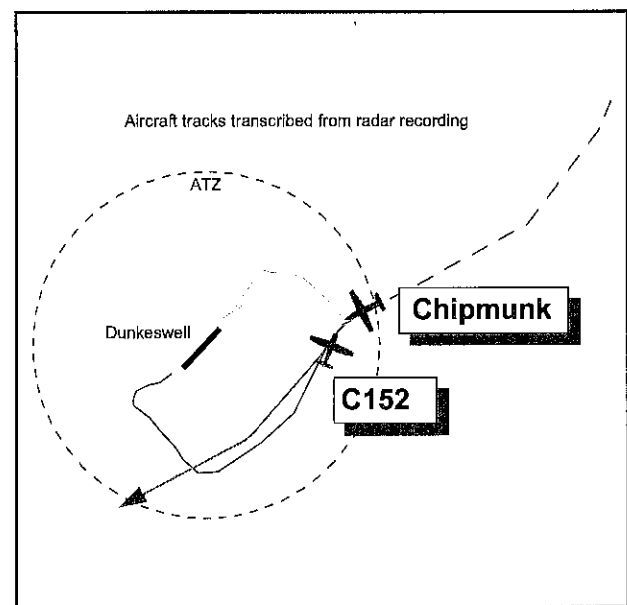 Aircraft tracks transcribed from radar recording
ATZ
Chipmunk
Dunkeswell
C152